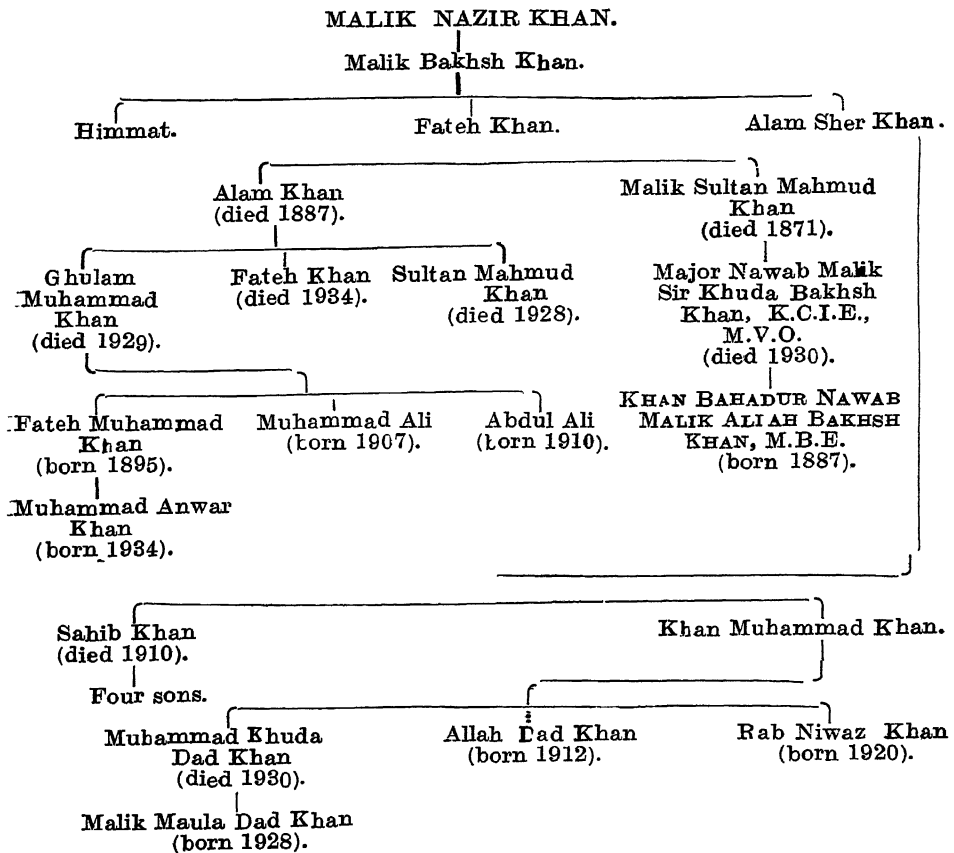 MALIK NAZIR KHAN.
Malik Bakhsh Khan.
Himmat.
Fateh Khan.
Alam Sher Khan.
Alam Khan
(died 1887).
Malik Sultan Mahmud
Khan
(died 1871).
Ghulam
Muhammad
Khan
(died 1929).
Fateh Khan
(died 1934).
Sultan Mahmud
Khan
(died 1928).
Major Nawab Malik
Sir Khuda Bakhsh
Khan, K.C.I.E.,
M.V.O.
(died 1930).
Fateh Muhammad
Khan
(born 1895).
Muhammad Ali
(born 1907).
Abdul Ali
(born 1910).
KHAN BAHADUR NAWAB
MALIK ALIAH BAKHSH
KHAN, M.B.E.
(born 1887).
Muhammad Anwar
Khan
(born 1934).
Sahib Khan
(died 1910).
Khan Muhammad Khan.
Four sons.
Muhammad Khuda
Dad Khan
(died 1930).
Allah Dad Khan
(born 1912).
Rab Niwaz Khan
(born 1920).
Malik Maula Dad Khan
(born 1928).